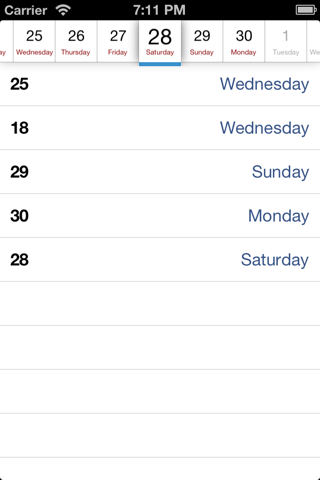 Carrier 7:11 PM
ay 25 26 27 28 29 30 1
Wednesday Thursday Friday Saturday Sunday Monday Tuesday We
25 Wednesday
18 Wednesday
29 Sunday
30 Monday
28 Saturday